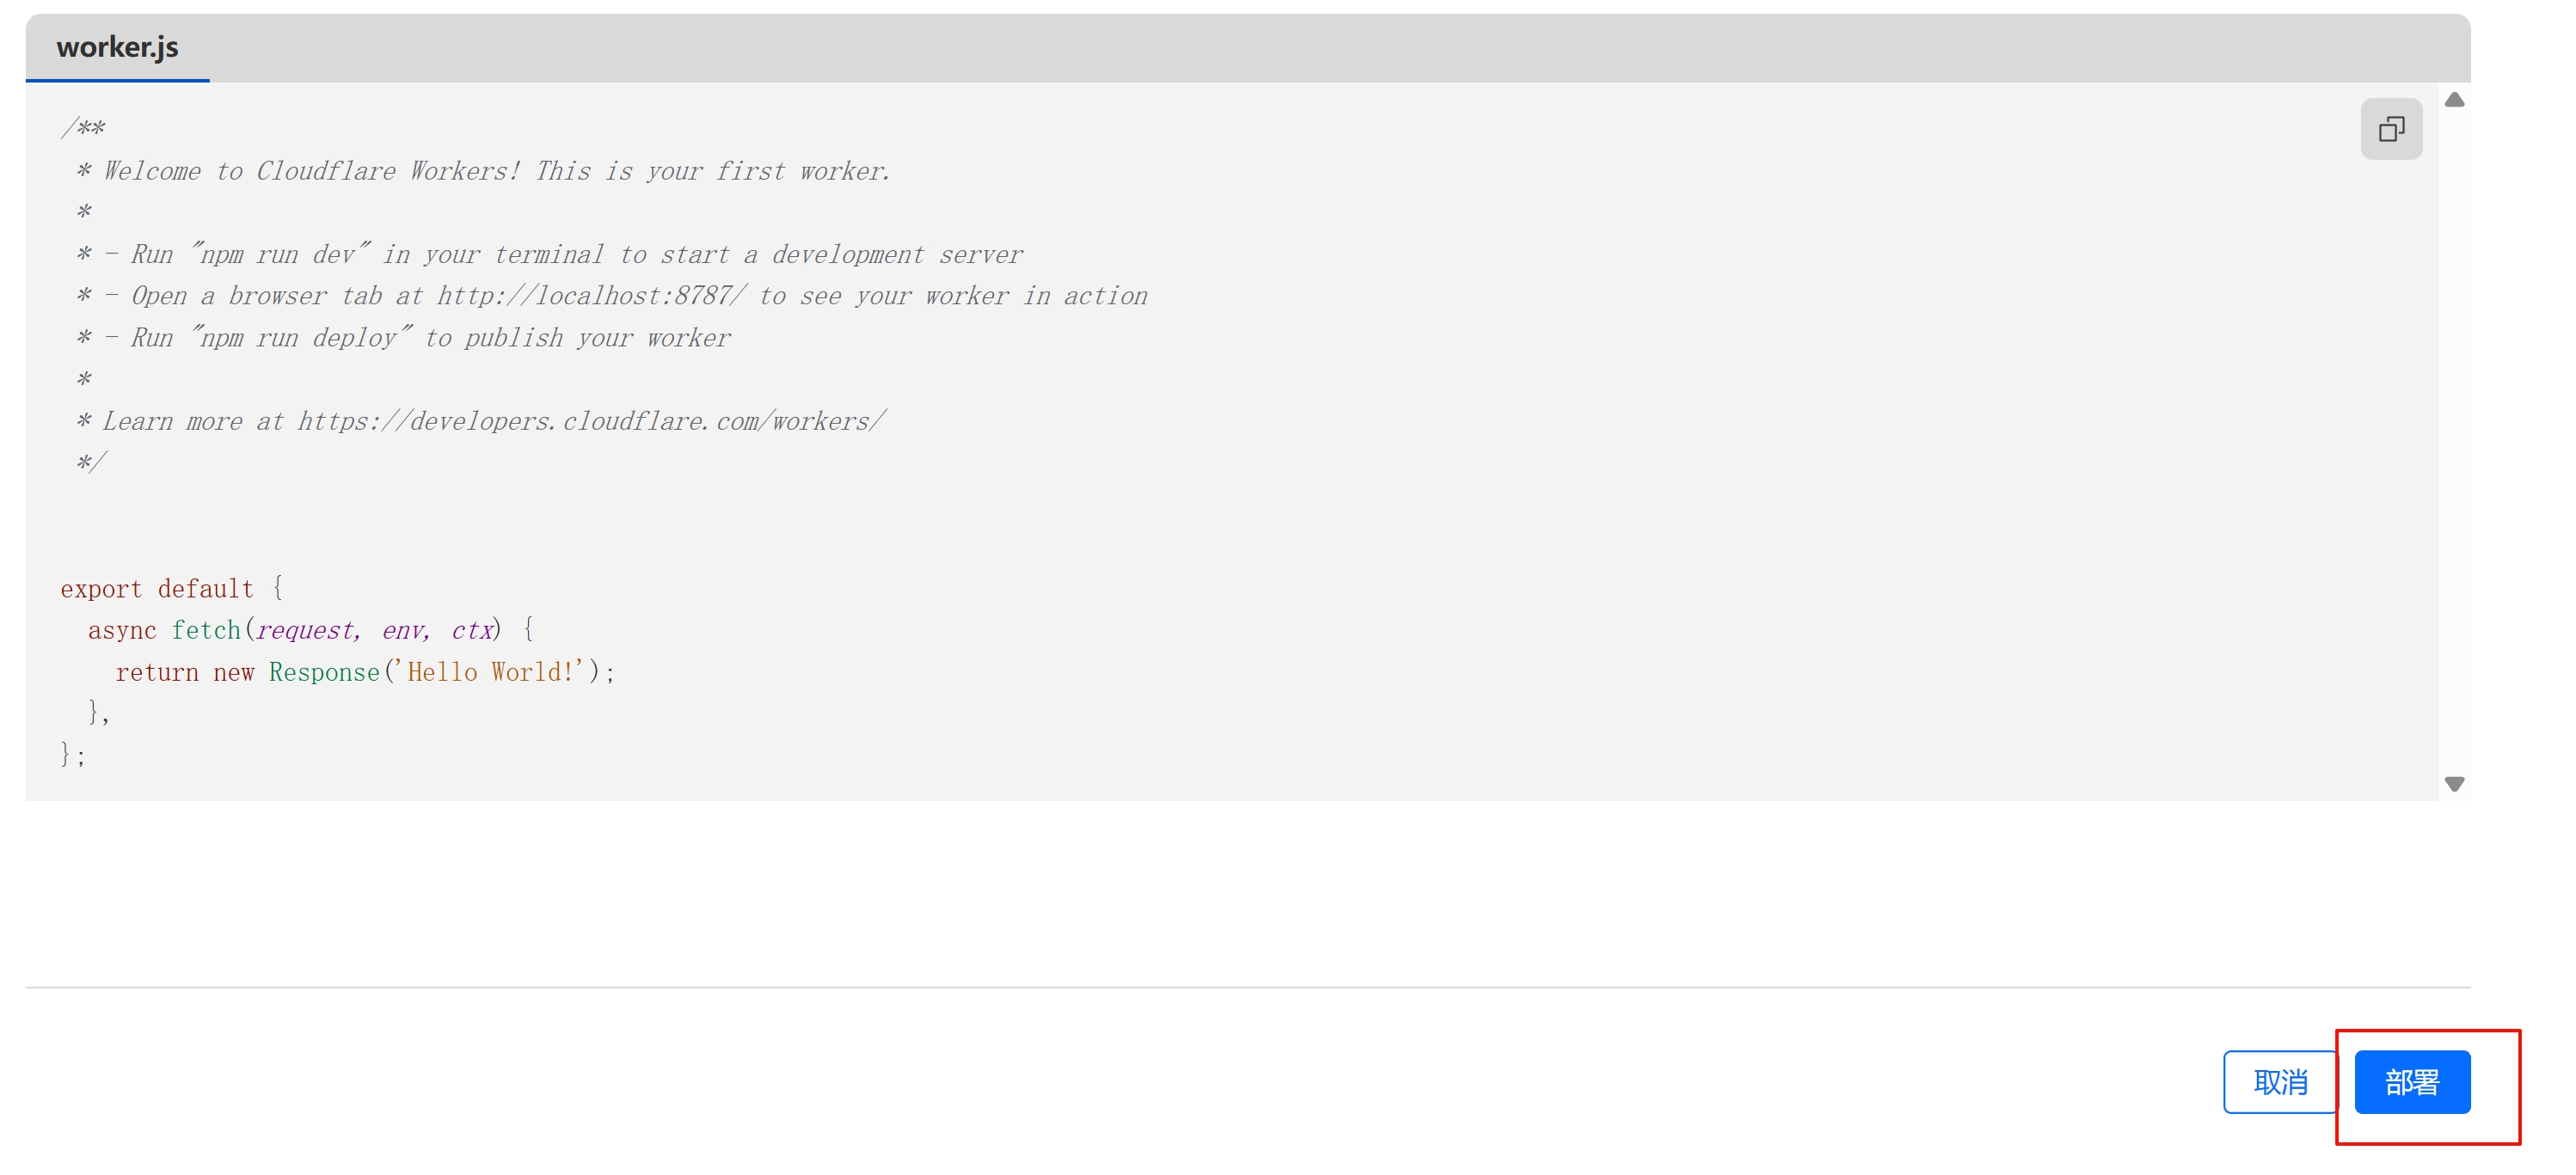 worker.js
/**
* Welcome to Cloudflare Workers! This is your first worker.
*
* - Run "npm run dev" in your terminal to start a development server
* - Open a browser tab at http://localhost:8787/ to see your worker in action
* - Run "npm run deploy" to publish your worker
*
* Learn more at https://developers.cloudflare.com/workers/
*/
export default {
async fetch(request, env, ctx) {
return new Response('Hello World!');
},
};
取消 部署